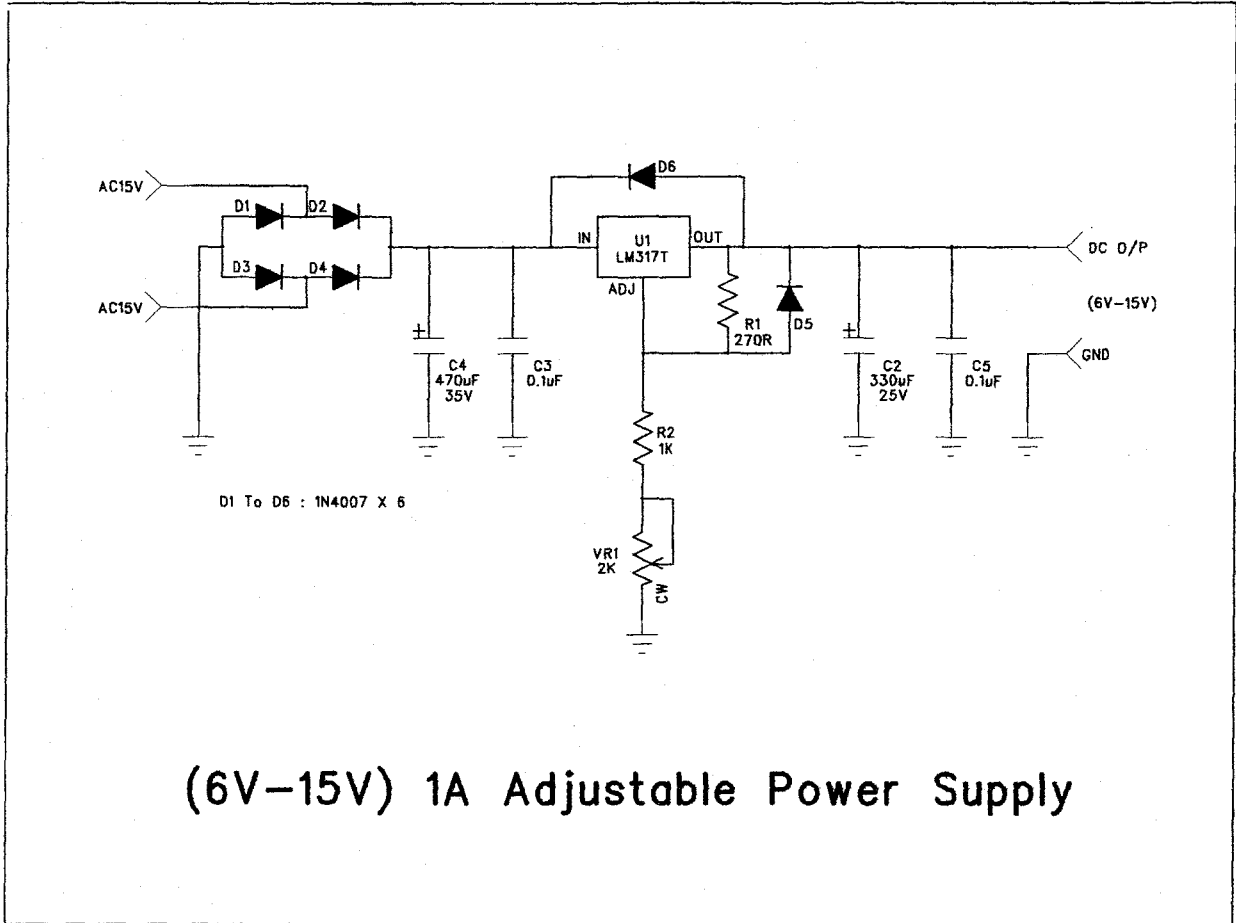 D6
AC15V
D1
D2
IN
U1
LM317T
OUT
DC O/P
D3
D4
ADJ
AC15V
(6V-15V)
R1
270R
D5
+
+
GND
C4
470uF
35V
C3
0.1uF
C2
330uF
25V
C5
0.1uF
R2
1K
D1 To D6 : 1N4007 X 6
VR1
2K
CW
(6V-15V) 1A Adjustable Power Supply